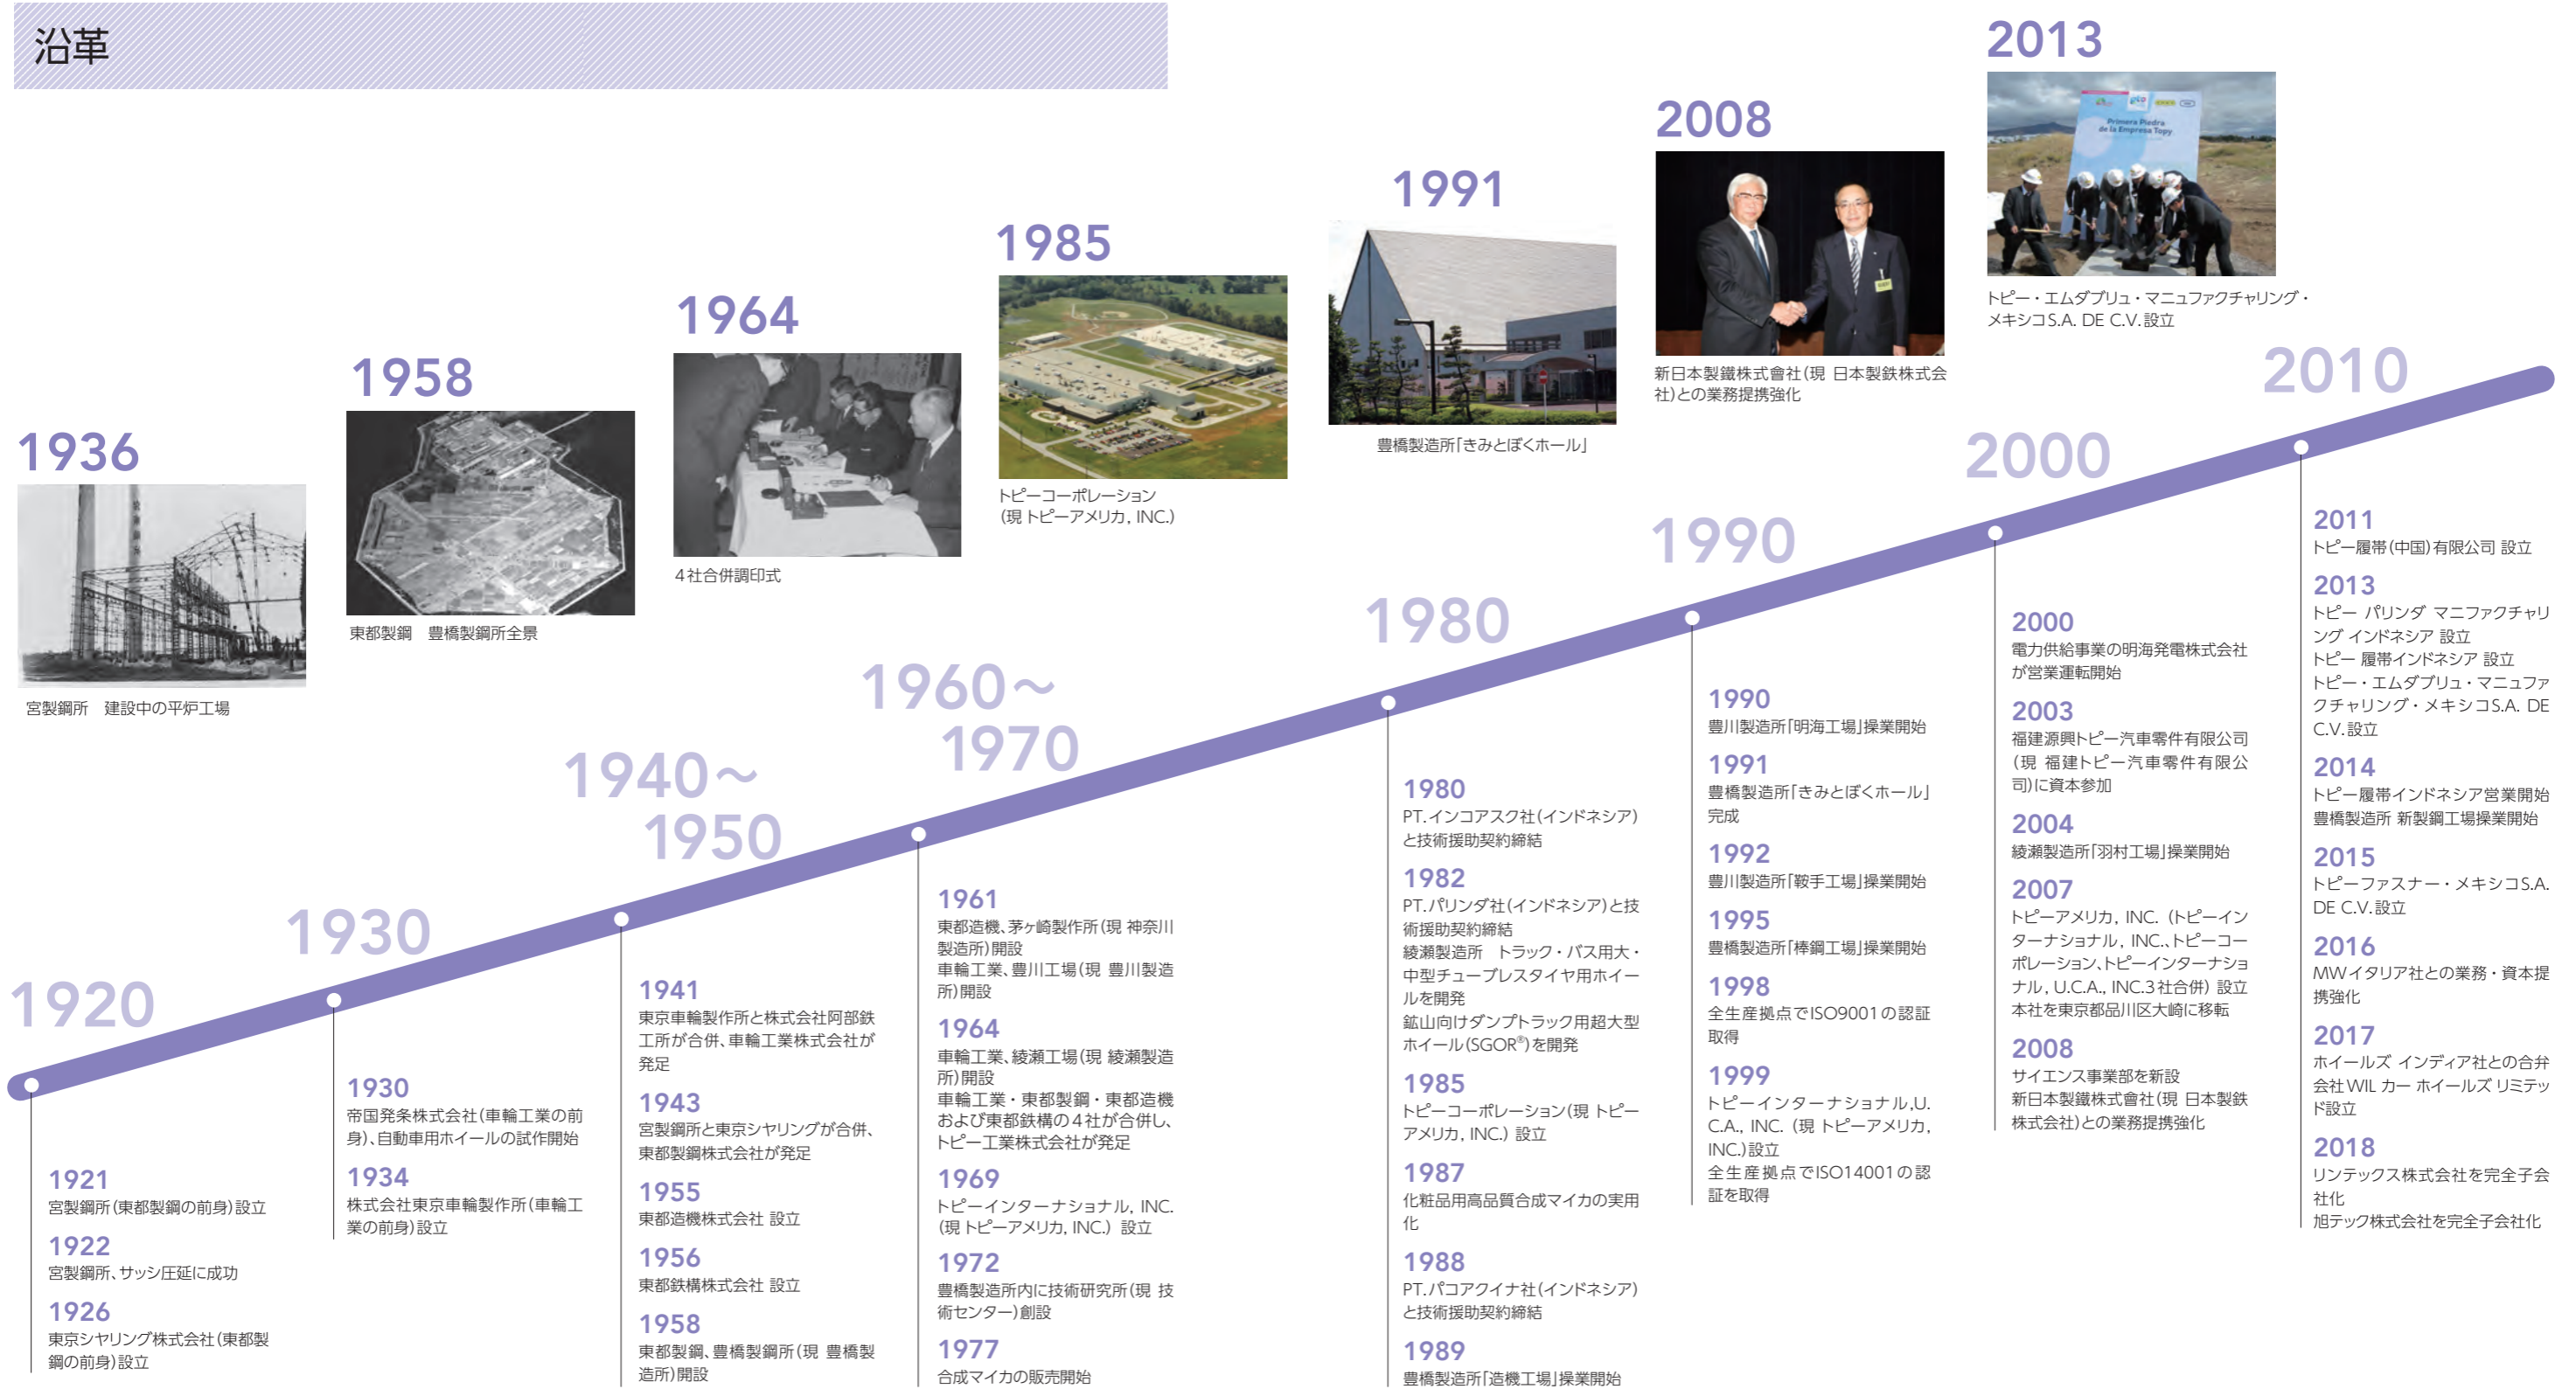 沿革
1936
宮製鋼所　建設中の平炉工場
1958
東都製鋼　豊橋製鋼所全景
1964
4社合併調印式
1985
トピーコーポレーション
(現 トピーアメリカ, INC.)
1991
豊橋製造所「きみとぼくホール」
2008
新日本製鐵株式會社(現 日本製鉄株式会
社)との業務提携強化
2013
Primera Piedra
de la Empresa Topy
トピー・エムダブリュ・マニュファクチャリング・
メキシコS.A. DE C.V.設立
1920
1921
宮製鋼所(東都製鋼の前身)設立
1922
宮製鋼所、サッシ圧延に成功
1926
東京シヤリング株式会社(東都製
鋼の前身)設立
1930
1930
帝国発条株式会社(車輪工業の前
身)、自動車用ホイールの試作開始
1934
株式会社東京車輪製作所(車輪工
業の前身)設立
1940～
1950
1941
東京車輪製作所と株式会社阿部鉄
工所が合併、車輪工業株式会社が
発足
1943
宮製鋼所と東京シヤリングが合併、
東都製鋼株式会社が発足
1955
東都造機株式会社 設立
1956
東都鉄構株式会社 設立
1958
東都製鋼、豊橋製鋼所(現 豊橋製
造所)開設
1960～
1970
1961
東都造機、茅ヶ崎製作所(現 神奈川
製造所)開設
車輪工業、豊川工場(現 豊川製造
所)開設
1964
車輪工業、綾瀬工場(現 綾瀬製造
所)開設
車輪工業・東都製鋼・東都造機
および東都鉄構の4社が合併し、
トピー工業株式会社が発足
1969
トピーインターナショナル, INC.
(現 トピーアメリカ, INC.) 設立
1972
豊橋製造所内に技術研究所(現 技
術センター)創設
1977
合成マイカの販売開始
1980
1980
PT.インコアスク社(インドネシア)
と技術援助契約締結
1982
PT.パリンダ社(インドネシア)と技
術援助契約締結
綾瀬製造所　トラック・バス用大・
中型チューブレスタイヤ用ホイー
ルを開発
鉱山向けダンプトラック用超大型
ホイール(SGOR®)を開発
1985
トピーコーポレーション(現 トピー
アメリカ, INC.) 設立
1987
化粧品用高品質合成マイカの実用
化
1988
PT.パコアクイナ社(インドネシア)
と技術援助契約締結
1989
豊橋製造所「造機工場」操業開始
1990
1990
豊川製造所「明海工場」操業開始
1991
豊橋製造所「きみとぼくホール」
完成
1992
豊川製造所「鞍手工場」操業開始
1995
豊橋製造所「棒鋼工場」操業開始
1998
全生産拠点でISO9001の認証
取得
1999
トピーインターナショナル,U.
C.A., INC. (現 トピーアメリカ,
INC.)設立
全生産拠点でISO14001の認
証を取得
2000
2000
電力供給事業の明海発電株式会社
が営業運転開始
2003
福建源興トピー汽車零件有限公司
(現 福建トピー汽車零件有限公
司)に資本参加
2004
綾瀬製造所「羽村工場」操業開始
2007
トピーアメリカ, INC. (トピーイン
ターナショナル, INC.、トピーコー
ポレーション、トピーインターナショ
ナル, U.C.A., INC.3社合併) 設立
本社を東京都品川区大崎に移転
2008
サイエンス事業部を新設
新日本製鐵株式會社(現 日本製鉄
株式会社)との業務提携強化
2010
2011
トピー履帯(中国)有限公司 設立
2013
トピー パリンダ マニファクチャリ
ング インドネシア 設立
トピー 履帯インドネシア 設立
トピー・エムダブリュ・マニュファ
クチャリング・メキシコS.A. DE
C.V.設立
2014
トピー履帯インドネシア営業開始
豊橋製造所 新製鋼工場操業開始
2015
トピーファスナー・メキシコS.A.
DE C.V.設立
2016
MWイタリア社との業務・資本提
携強化
2017
ホイールズ インディア社との合弁
会社WIL カー ホイールズ リミテッ
ド設立
2018
リンテックス株式会社を完全子会
社化
旭テック株式会社を完全子会社化